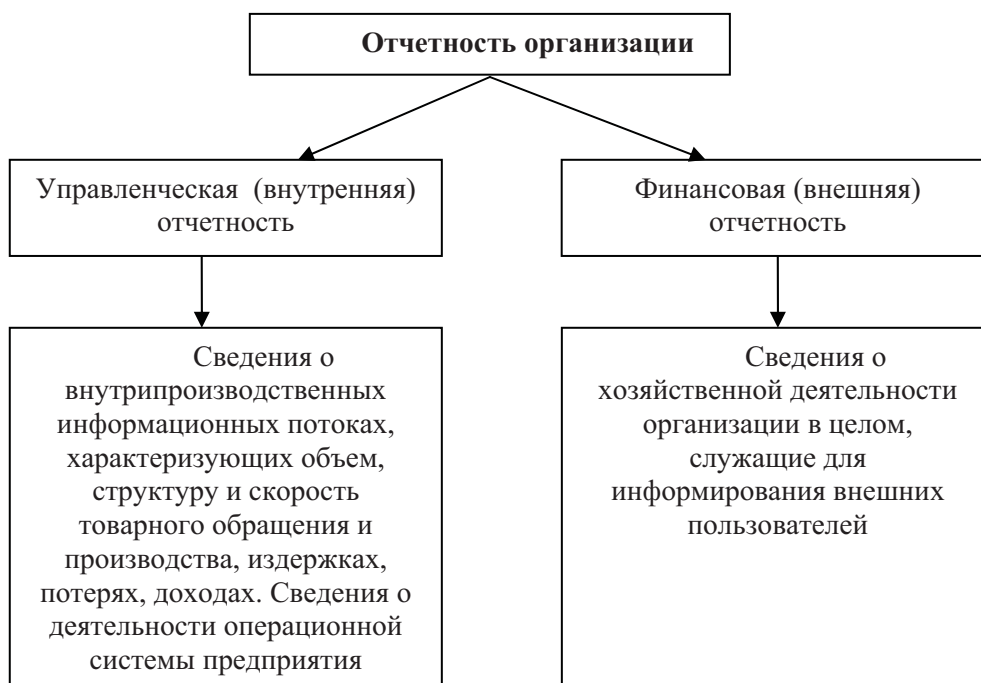 Отчетность организации
Управленческая (внутренняя)
отчетность
Финансовая (внешняя)
отчетность
Сведения о
внутрипроизводственных
информационных потоках,
характеризующих объем,
структуру и скорость
товарного обращения и
производства, издержках,
потерях, доходах. Сведения о
деятельности операционной
системы предприятия
Сведения о
хозяйственной деятельности
организации в целом,
служащие для
информирования внешних
пользователей